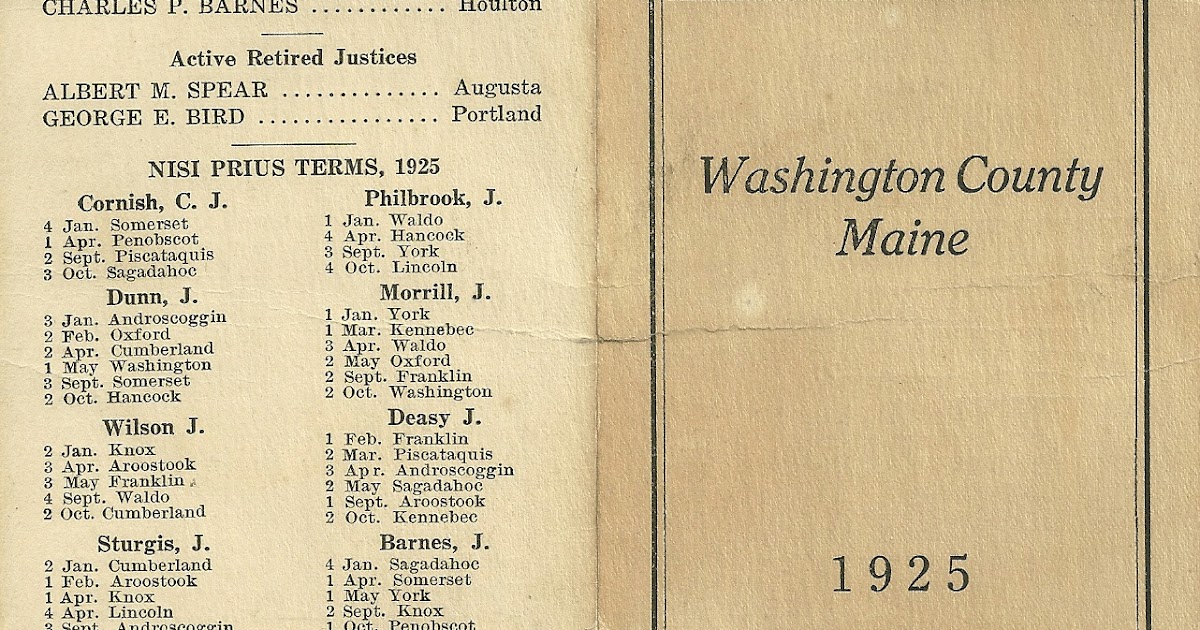 CHARLES P. BARNES ............ Houlton
Active Retired Justices
ALBERT M. SPEAR .............. Augusta
GEORGE E. BIRD ................ Portland
NISI PRIUS TERMS, 1925
Cornish, C. J.
4 Jan. Somerset
1 Apr. Penobscot
2 Sept. Piscataquis
3 Oct. Sagadahoc
Dunn, J.
3 Jan. Androscoggin
2 Feb. Oxford
2 Apr. Cumberland
1 May Washington
3 Sept. Somerset
2 Oct. Hancock
Wilson J.
2 Jan. Knox
3 Apr. Aroostook
3 May Franklin
4 Sept. Waldo
2 Oct. Cumberland
Sturgis, J.
2 Jan. Cumberland
1 Feb. Aroostook
1 Apr. Knox
4 Apr. Lincoln
3 Sept. Androscoggin
Philbrook, J.
1 Jan. Waldo
4 Apr. Hancock
3 Sept. York
4 Oct. Lincoln
Morrill, J.
1 Jan. York
1 Mar. Kennebec
3 Apr. Waldo
2 May Oxford
2 Sept. Franklin
2 Oct. Washington
Deasy J.
1 Feb. Franklin
2 Mar. Piscataquis
3 Apr. Androscoggin
2 May Sagadahoc
1 Sept. Aroostook
2 Oct. Kennebec
Barnes, J.
4 Jan. Sagadahoc
1 Apr. Somerset
1 May York
2 Sept. Knox
1 Oct. Penobscot
Washington County
Maine
1925